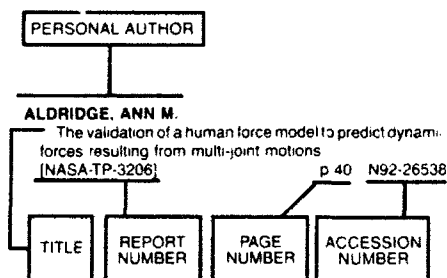 PERSONAL AUTHOR
ALDRIDGE, ANN M.
The validation of a human force model to predict dynami
forces resulting from multi-joint motions
[NASA-TP-3206] p 40 N92-26538
TITLE REPORT NUMBER PAGE NUMBER ACCESSION NUMBER